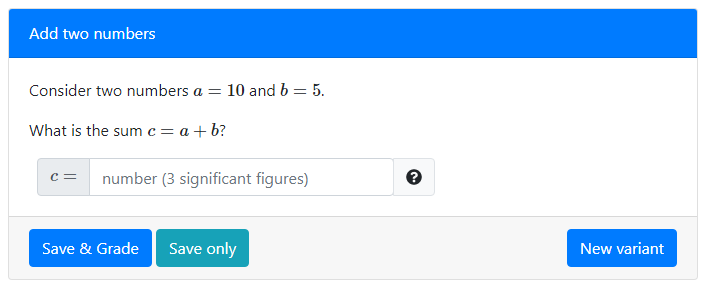 Add two numbers
Consider two numbers a = 10 and b = 5.
What is the sum c = a + b?
c = number (3 significant figures) ?
Save & Grade Save only New variant